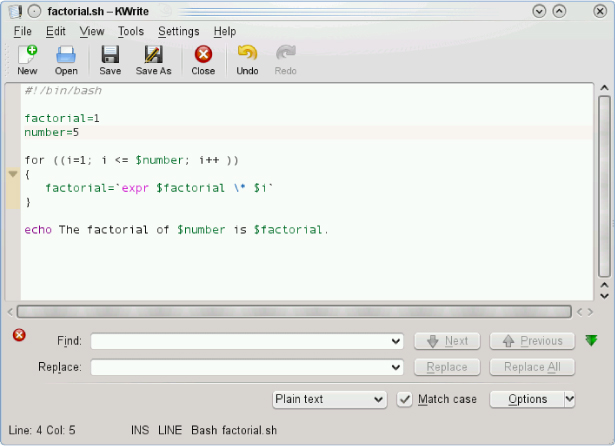 factorial.sh – KWrite
File Edit View Tools Settings Help
New Open Save Save As Close Undo Redo
#!/bin/bash
factorial=1
number=5
for ((i=1; i <= $number; i++ ))
{
factorial=`expr $factorial \* $i`
}
echo The factorial of $number is $factorial.
Find: Next Previous
Replace: Replace Replace All
Plain text Match case Options
Line: 4 Col: 5 INS LINE Bash factorial.sh